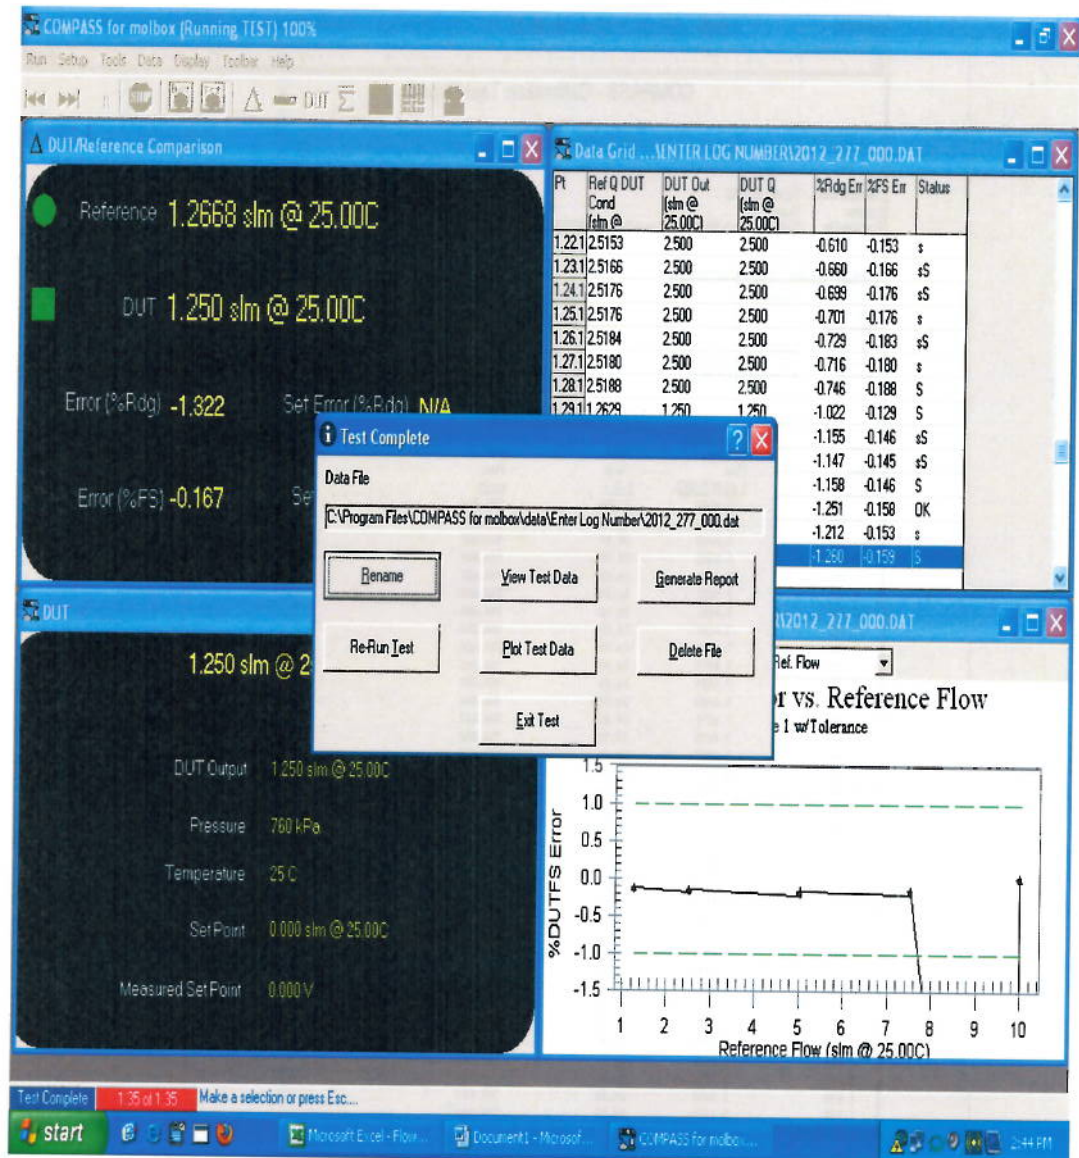 COMPASS for molbox (Running TEST) 100%
Run Setup Tools Data Display Toolbar Help
STOP DUT Σ
Δ DUT/Reference Comparison
Reference 1.2668 slm @ 25.00C
DUT 1.250 slm @ 25.00C
Error (%Rdg) -1.322 Set Error (%Rdg) N/A
Error (%FS) -0.167 Set
Data Grid ...\ENTER LOG NUMBER\2012_277_000.DAT
Pt Ref Q DUT Cond (slm @ DUT Out (slm @ 25.00C) DUT Q (slm @ 25.00C) %Rdg Err %FS Err Status
1.22.1 2.5153 2.500 2.500 -0.610 -0.153 s
1.23.1 2.5166 2.500 2.500 -0.660 -0.166 sS
1.24.1 2.5176 2.500 2.500 -0.699 -0.176 sS
1.25.1 2.5176 2.500 2.500 -0.701 -0.176 s
1.26.1 2.5184 2.500 2.500 -0.729 -0.183 sS
1.27.1 2.5180 2.500 2.500 -0.716 -0.180 s
1.28.1 2.5188 2.500 2.500 -0.746 -0.188 S
1.29.1 1.2629 1.250 1.250 -1.022 -0.129 S
-1.155 -0.146 sS
-1.147 -0.145 sS
-1.158 -0.146 S
-1.251 -0.158 OK
-1.212 -0.153 s
-1.260 -0.159 S
Test Complete
Data File
C:\Program Files\COMPASS for molbox\data\Enter Log Number\2012_277_000.dat
Rename View Test Data Generate Report
Re-Run Test Plot Test Data Delete File
Exit Test
DUT
1.250 slm @ 2
DUT Output 1.250 slm @ 25.00C
Pressure 760 kPa
Temperature 25 C
Set Point 0.000 slm @ 25.00C
Measured Set Point 0.000 V
2012_277_000.DAT
Ref. Flow
r vs. Reference Flow
e 1 w/Tolerance
%DUTFS Error
1.5
1.0
0.5
0.0
-0.5
-1.0
-1.5
1 2 3 4 5 6 7 8 9 10
Reference Flow (slm @ 25.00C)
Test Complete 1.35 of 1.35 Make a selection or press Esc....
start Microsoft Excel - Flow... Document1 - Microsof... COMPASS for molbox... 2:44 PM